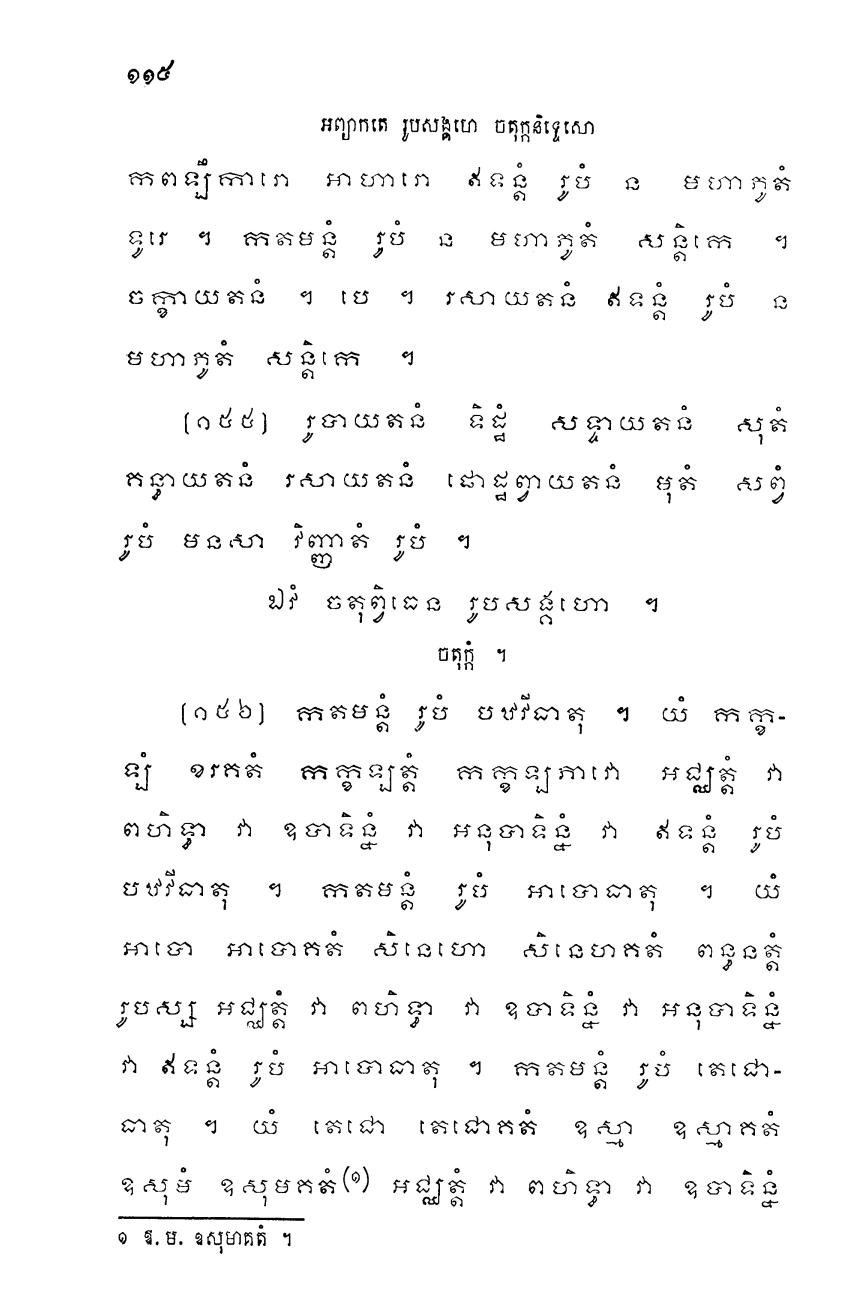 ១១៥
អព្យាកតេ រូបសង្គហេ ចតុក្កនិទ្ទេសោ
កពឡឹការោ អាហារោ ឥទន្តំ រូបំ ន មហាភូតំ
ទូរេ ។ កតមន្តំ រូបំ ន មហាភូតំ សន្តិកេ ។
ចក្ខាយតនំ ។ បេ ។ រសាយតនំ ឥទន្តំ រូបំ ន
មហាភូតំ សន្តិកេ ។
[១៥៥] រូបាយតនំ ទិដ្ឋំ សទ្ទាយតនំ សុតំ
គន្ធាយតនំ រសាយតនំ ផោដ្ឋព្វាយតនំ មុតំ សព្វំ
រូបំ មនសា វិញ្ញាតំ រូបំ ។
ឯវំ ចតុព្វិធេន រូបសង្គហោ ។
ចតុក្កំ ។
[១៥៦] កតមន្តំ រូបំ បឋវីធាតុ ។ យំ កក្ខ-
ឡំ ខរគតំ កក្ខឡត្តំ កក្ខឡភាវោ អជ្ឈត្តំ វា
ពហិទ្ធា វា ឧបាទិន្នំ វា អនុបាទិន្នំ វា ឥទន្តំ រូបំ
បឋវីធាតុ ។ កតមន្តំ រូបំ អាបោធាតុ ។ យំ
អាបោ អាបោគតំ សិនេហោ សិនេហគតំ ពន្ធនត្តំ
រូបស្ស អជ្ឈត្តំ វា ពហិទ្ធា វា ឧបាទិន្នំ វា អនុបាទិន្នំ
វា ឥទន្តំ រូបំ អាបោធាតុ ។ កតមន្តំ រូបំ តេជោ-
ធាតុ ។ យំ តេជោ តេជោគតំ ឧស្មា ឧស្មាគតំ
ឧសុមំ ឧសុមគតំ(១) អជ្ឈត្តំ វា ពហិទ្ធា វា ឧបាទិន្នំ
១ ឱ.ម. ឧសុមាគតំ ។